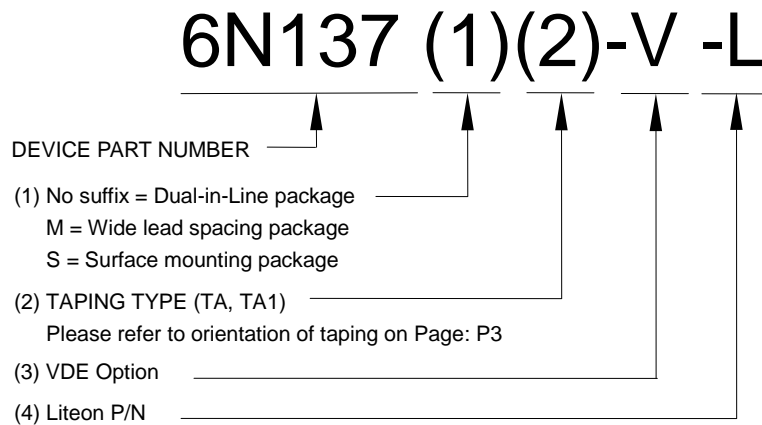 6N137 (1)(2)-V -L
DEVICE PART NUMBER
(1) No suffix = Dual-in-Line package
M = Wide lead spacing package
S = Surface mounting package
(2) TAPING TYPE (TA, TA1)
Please refer to orientation of taping on Page: P3
(3) VDE Option
(4) Liteon P/N